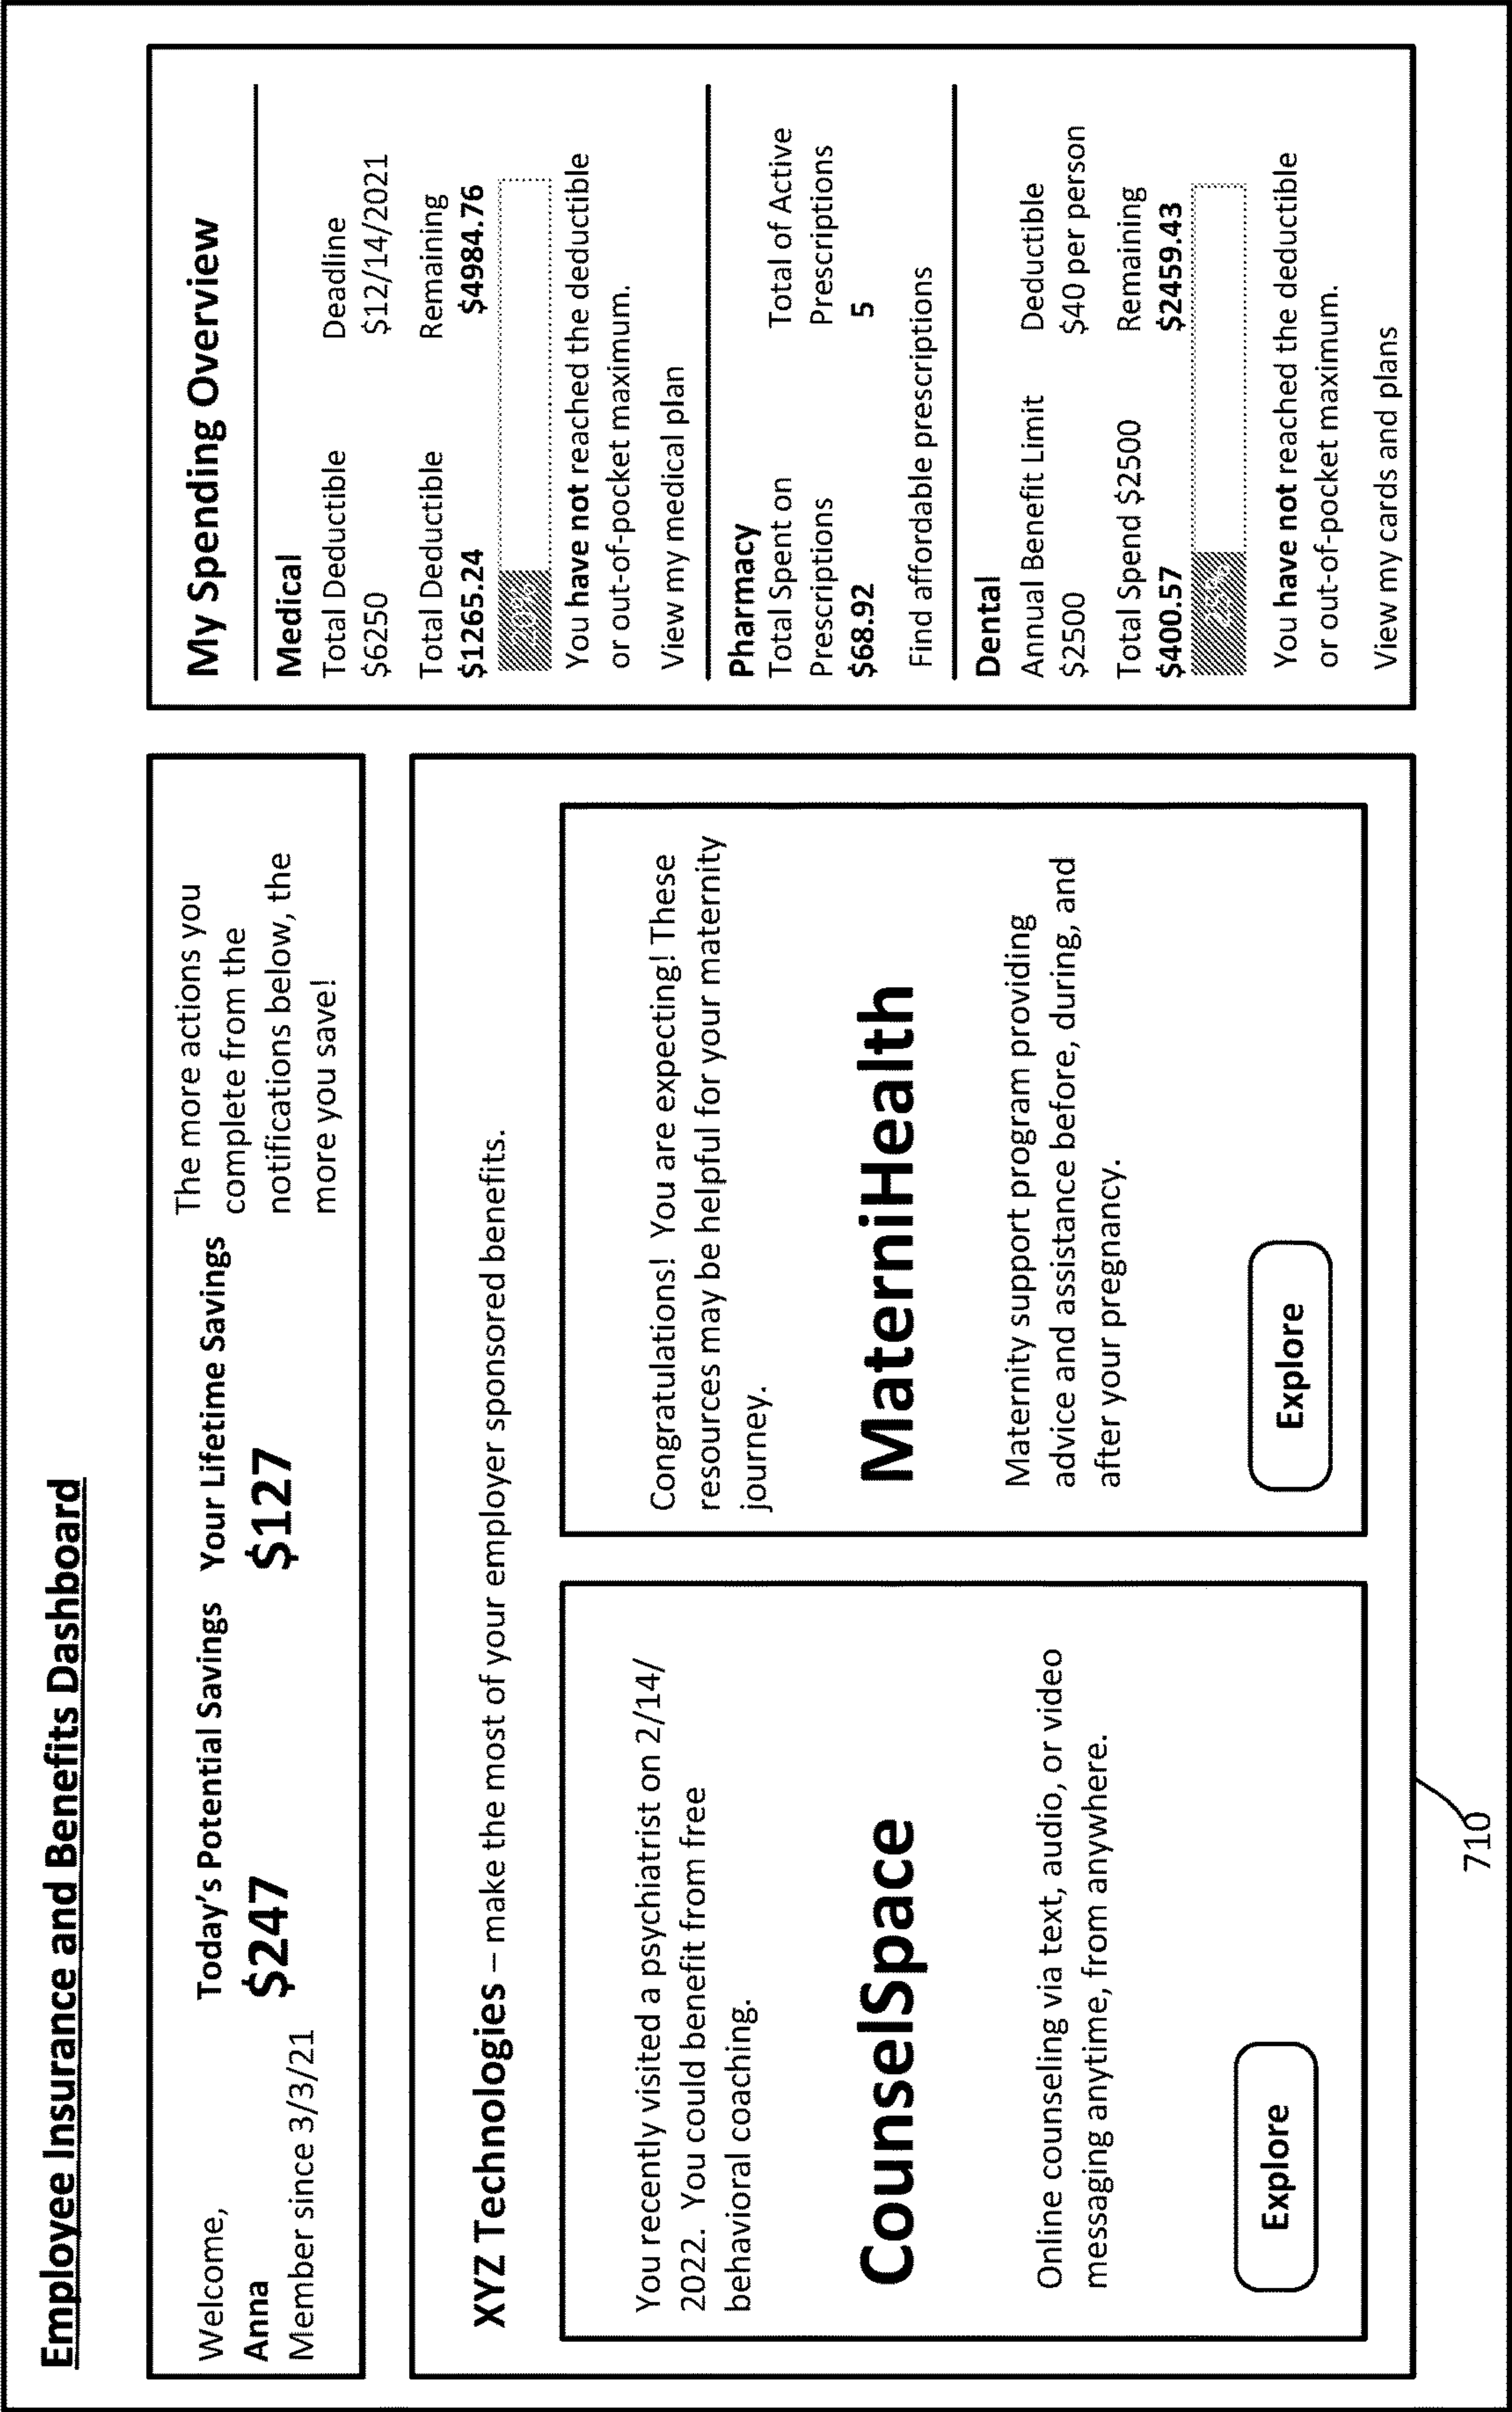 Employee Insurance and Benefits Dashboard
Welcome,
Anna
Member since 3/3/21
Today's Potential Savings
$247
Your Lifetime Savings
$127
The more actions you
complete from the
notifications below, the
more you save!
XYZ Technologies – make the most of your employer sponsored benefits.
You recently visited a psychiatrist on 2/14/
2022. You could benefit from free
behavioral coaching.
CounselSpace
Online counseling via text, audio, or video
messaging anytime, from anywhere.
Explore
Congratulations! You are expecting! These
resources may be helpful for your maternity
journey.
MaterniHealth
Maternity support program providing
advice and assistance before, during, and
after your pregnancy.
Explore
My Spending Overview
Medical
Total Deductible Deadline
$6250 $12/14/2021
Total Deductible Remaining
$1265.24 $4984.76
20%
You have not reached the deductible
or out-of-pocket maximum.
View my medical plan
Pharmacy
Total Spent on Total of Active
Prescriptions Prescriptions
$68.92 5
Find affordable prescriptions
Dental
Annual Benefit Limit Deductible
$2500 $40 per person
Total Spend $2500 Remaining
$400.57 $2459.43
You have not reached the deductible
or out-of-pocket maximum.
View my cards and plans
710